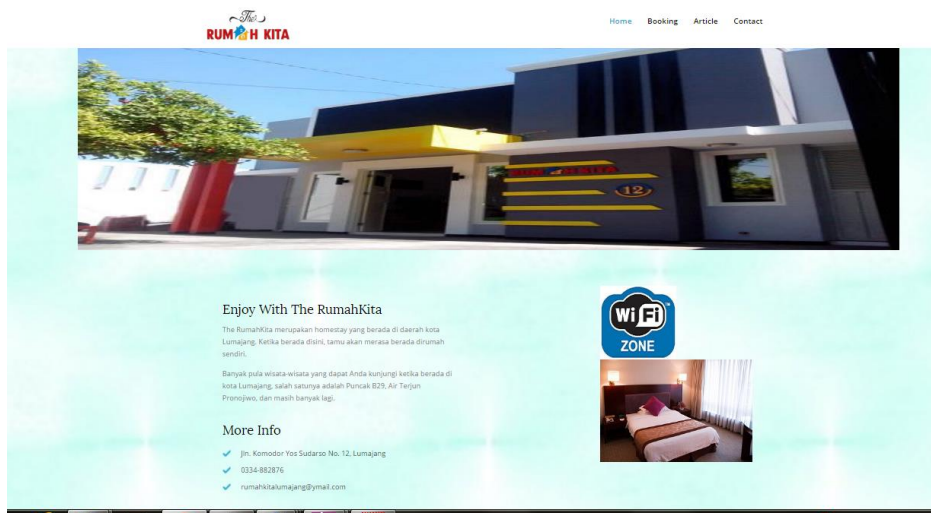 The
RUMAH KITA
Home Booking Article Contact
RUMAHKITA
12
Enjoy With The RumahKita
The RumahKita merupakan homestay yang berada di daerah kota
Lumajang. Ketika berada disini, tamu akan merasa berada dirumah
sendiri.
Banyak pula wisata-wisata yang dapat Anda kunjungi ketika berada di
kota Lumajang, salah satunya adalah Puncak B29, Air Terjun
Pronojiwo, dan masih banyak lagi.
More Info
Jln. Komodor Yos Sudarso No. 12, Lumajang
0334-882876
rumahkitalumajang@ymail.com
Wi Fi
ZONE